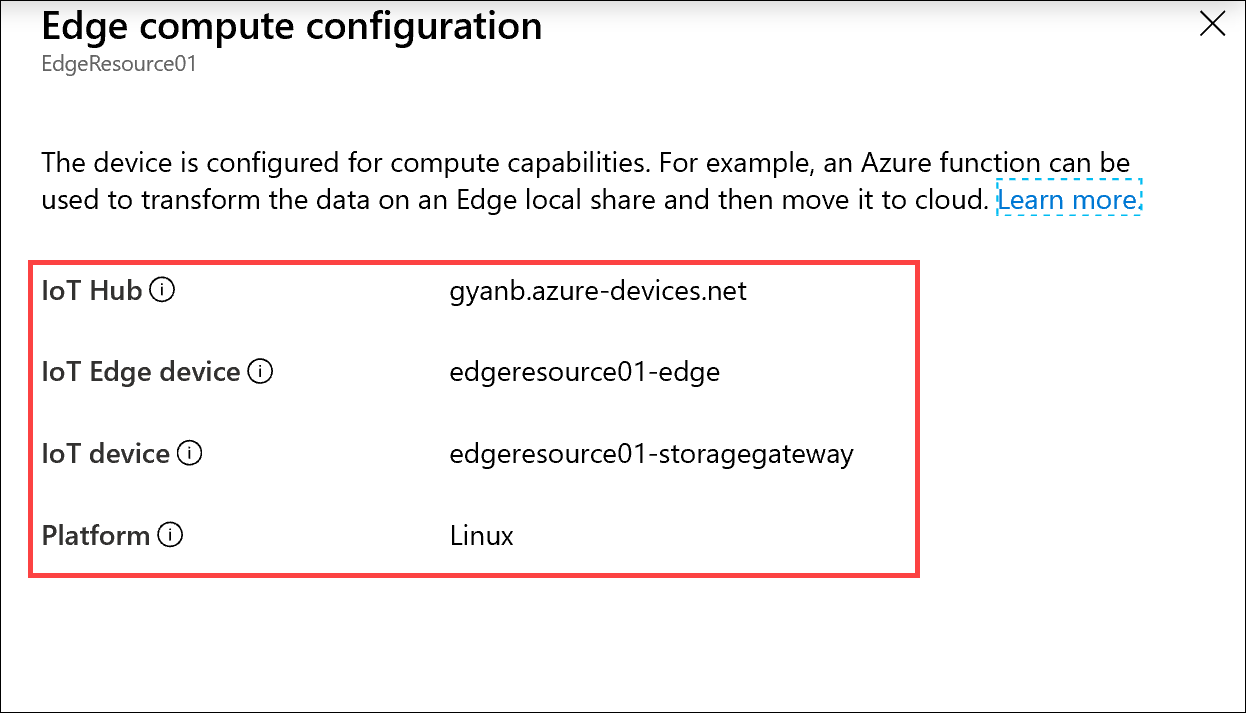 Edge compute configuration
EdgeResource01
The device is configured for compute capabilities. For example, an Azure function can be
used to transform the data on an Edge local share and then move it to cloud. Learn more.
IoT Hub gyanb.azure-devices.net
IoT Edge device edgeresource01-edge
IoT device edgeresource01-storagegateway
Platform Linux